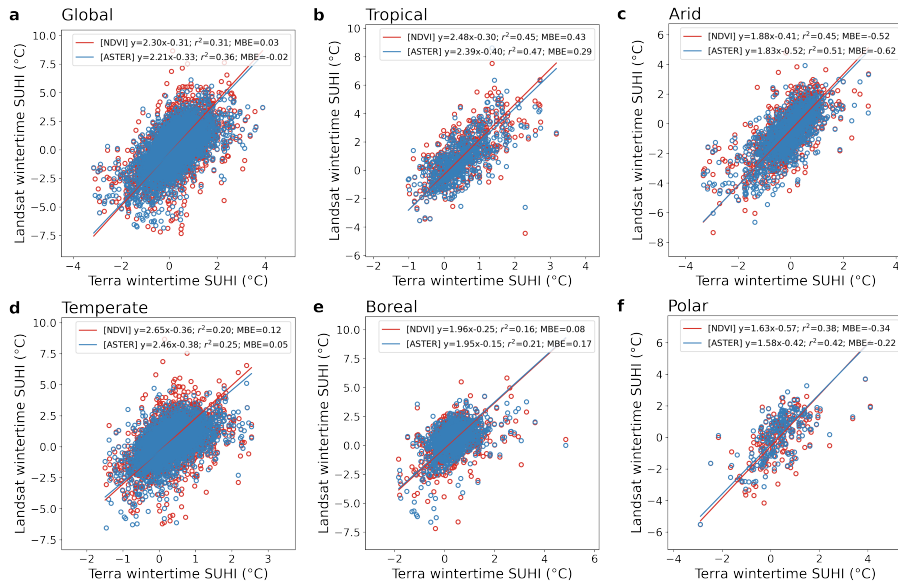 a Global
10.0
7.5
5.0
2.5
0.0
−2.5
−5.0
−7.5
Landsat wintertime SUHI (°C)
[NDVI] y=2.30x-0.31; r²=0.31; MBE=0.03
[ASTER] y=2.21x-0.33; r²=0.36; MBE=-0.02
−4 −2 0 2 4
Terra wintertime SUHI (°C)
b Tropical
8
6
4
2
0
−2
−4
−6
Landsat wintertime SUHI (°C)
[NDVI] y=2.48x-0.30; r²=0.45; MBE=0.43
[ASTER] y=2.39x-0.40; r²=0.47; MBE=0.29
−2 −1 0 1 2 3 4
Terra wintertime SUHI (°C)
c Arid
6
4
2
0
−2
−4
−6
−8
Landsat wintertime SUHI (°C)
[NDVI] y=1.88x-0.41; r²=0.45; MBE=-0.52
[ASTER] y=1.83x-0.52; r²=0.51; MBE=-0.62
−4 −2 0 2 4
Terra wintertime SUHI (°C)
d Temperate
10.0
7.5
5.0
2.5
0.0
−2.5
−5.0
−7.5
Landsat wintertime SUHI (°C)
[NDVI] y=2.65x-0.36; r²=0.20; MBE=0.12
[ASTER] y=2.46x-0.38; r²=0.25; MBE=0.05
−2 −1 0 1 2 3
Terra wintertime SUHI (°C)
e Boreal
10.0
7.5
5.0
2.5
0.0
−2.5
−5.0
−7.5
Landsat wintertime SUHI (°C)
[NDVI] y=1.96x-0.25; r²=0.16; MBE=0.08
[ASTER] y=1.95x-0.15; r²=0.21; MBE=0.17
−2 0 2 4 6
Terra wintertime SUHI (°C)
f Polar
6
4
2
0
−2
−4
−6
Landsat wintertime SUHI (°C)
[NDVI] y=1.63x-0.57; r²=0.38; MBE=-0.34
[ASTER] y=1.58x-0.42; r²=0.42; MBE=-0.22
−4 −2 0 2 4
Terra wintertime SUHI (°C)